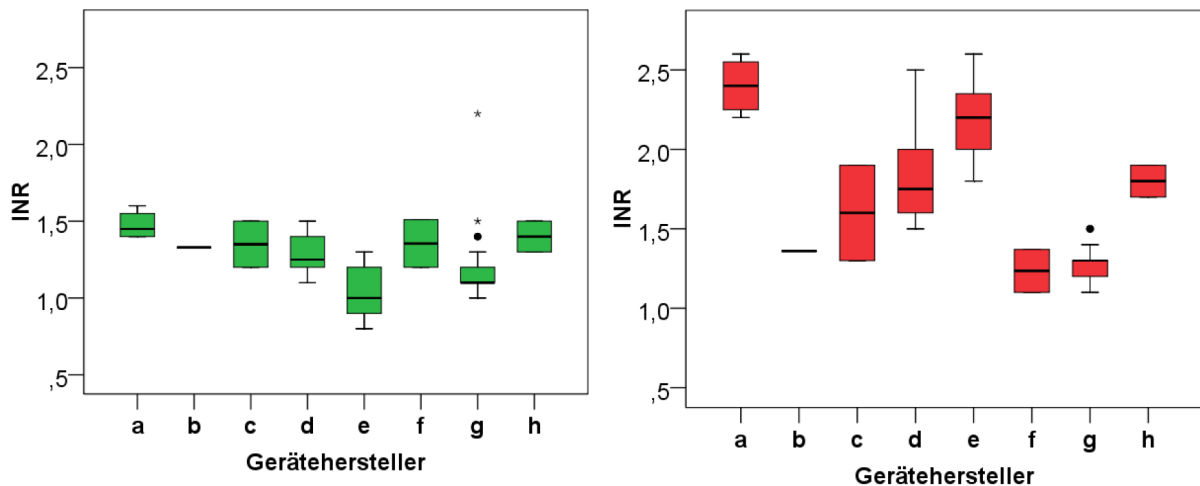 INR
2,5
2,0
1,5
1,0
,5
a b c d e f g h
Gerätehersteller
INR
2,5
2,0
1,5
1,0
,5
a b c d e f g h
Gerätehersteller